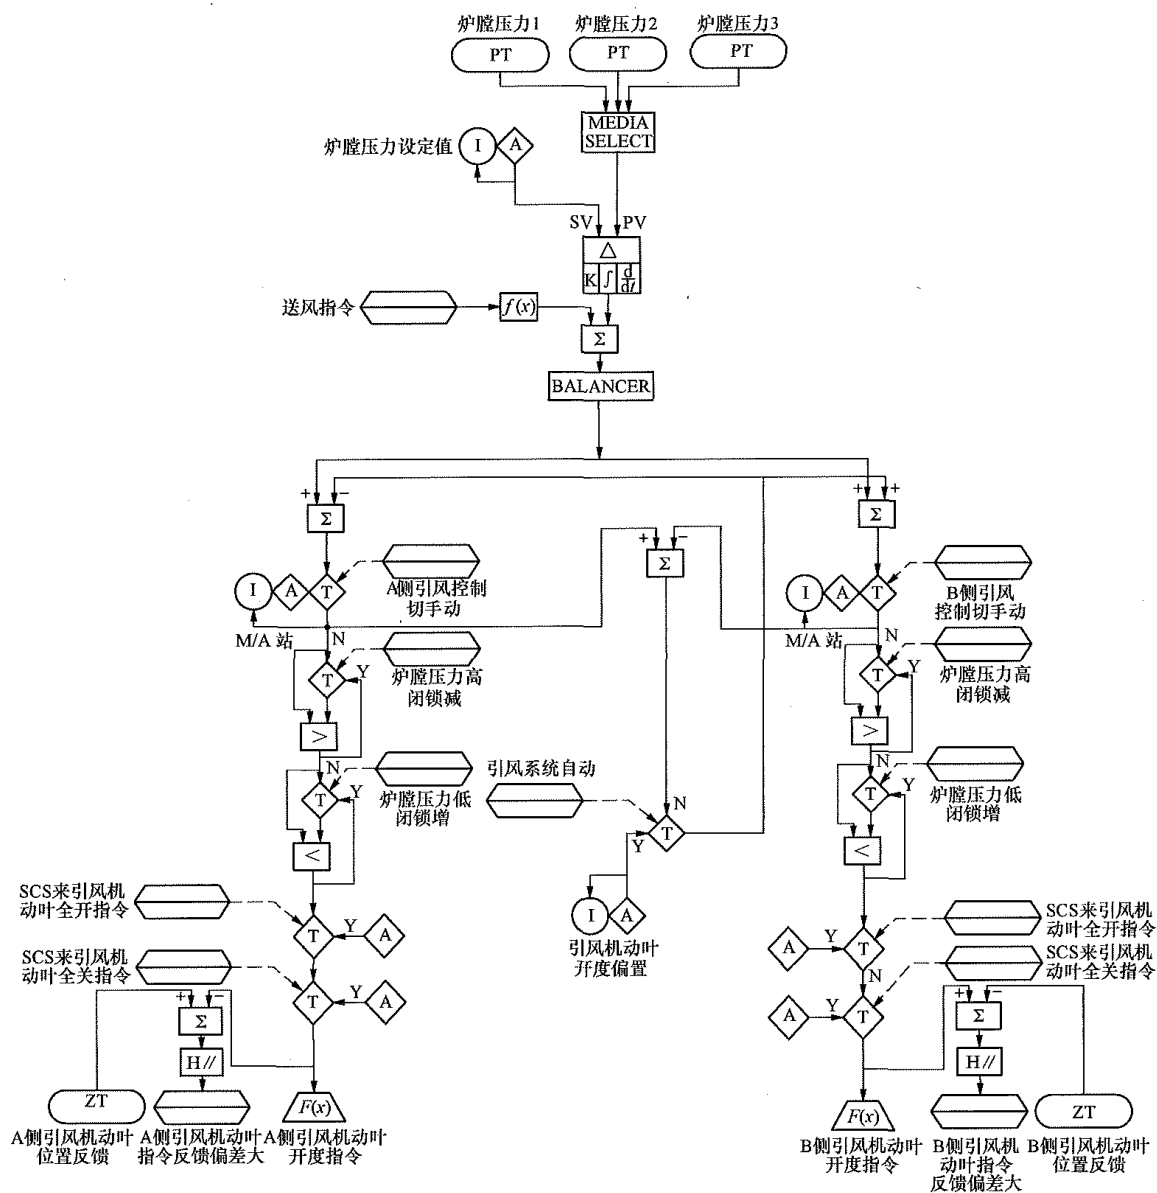 炉膛压力1
炉膛压力2
炉膛压力3
PT
PT
PT
MEDIA
SELECT
炉膛压力设定值
I
A
SV
PV
△
K
∫
d
dt
送风指令
f(x)
Σ
BALANCER
+
−
Σ
+
+
Σ
+
−
Σ
I
A
T
A侧引风控制
切手动
M/A 站
N
I
A
T
B侧引风
控制切手动
M/A 站
N
T
Y
炉膛压力高
闭锁减
>
T
Y
炉膛压力高
闭锁减
>
N
T
Y
炉膛压力低
闭锁增
<
引风系统自动
N
T
Y
I
A
引风机动叶
开度偏置
N
T
Y
炉膛压力低
闭锁增
<
SCS来引风机
动叶全开指令
T
Y
A
SCS来引风机
动叶全关指令
T
Y
A
SCS来引风机
动叶全开指令
A
Y
T
N
SCS来引风机
动叶全关指令
A
Y
T
+
−
Σ
H//
ZT
F(x)
A侧引风机动叶
位置反馈
A侧引风机动叶
指令反馈偏差大
A侧引风机动叶
开度指令
+
−
Σ
H//
F(x)
ZT
B侧引风机动叶
开度指令
B侧引风机
动叶指令
反馈偏差大
B侧引风机动叶
位置反馈